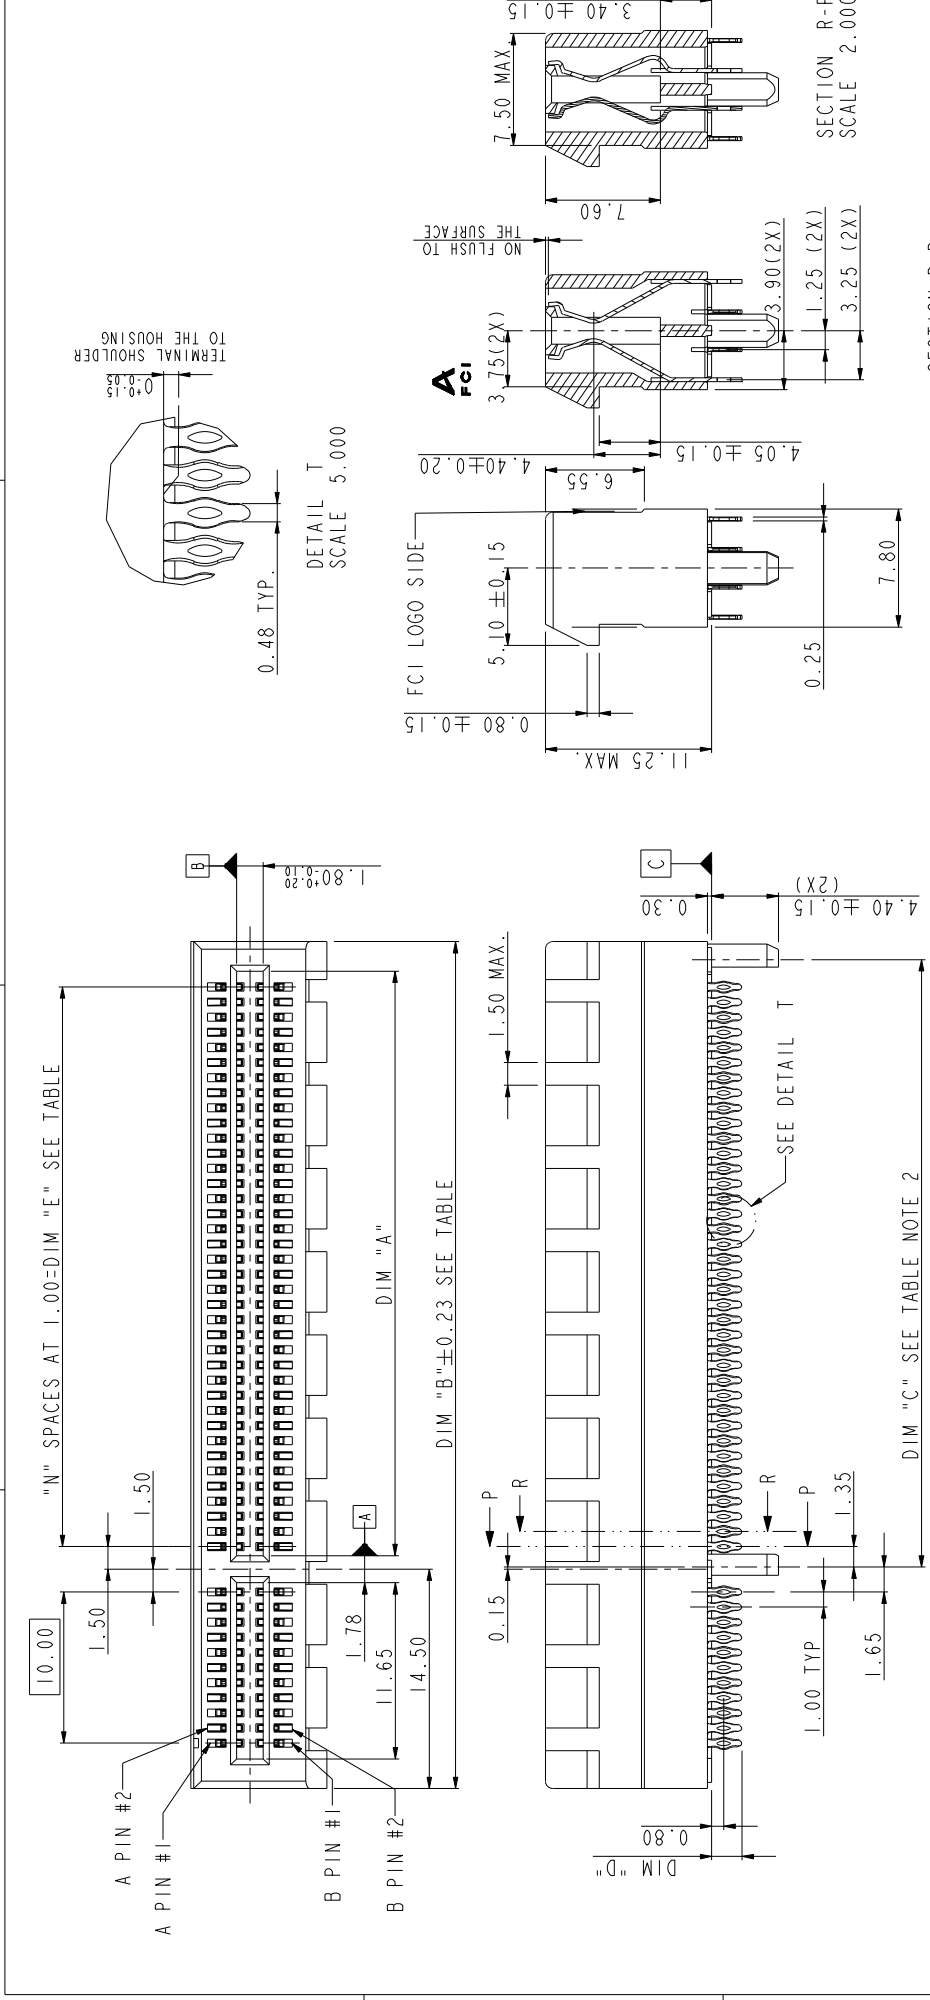 3.40 ±0.15
7.50 MAX.
7.60
SECTION R-R
SCALE 2.000
NO FLUSH TO
THE SURFACE
3.75(2X)
A
FCI
3.90(2X)
1.25 (2X)
3.25 (2X)
4.40±0.20
4.05 ±0.15
TERMINAL SHOULDER
TO THE HOUSING
0 +0.15 -0.05
DETAIL T
SCALE 5.000
0.48 TYP.
FCI LOGO SIDE
6.55
5.10 ±0.15
0.80 ±0.15
11.25 MAX.
7.80
0.25
B
1.80 +0.20 -0.10
"N" SPACES AT 1.00=DIM "E" SEE TABLE
DIM "A"
DIM "B"±0.23 SEE TABLE
10.00
1.50
1.50
A
1.78
11.65
14.50
A PIN #2
A PIN #1
B PIN #1
B PIN #2
C
0.30
4.40 ±0.15
(2X)
1.50 MAX.
SEE DETAIL T
DIM "C" SEE TABLE NOTE 2
P
R
R
P
0.15
1.35
1.65
1.00 TYP
0.80
DIM "D"